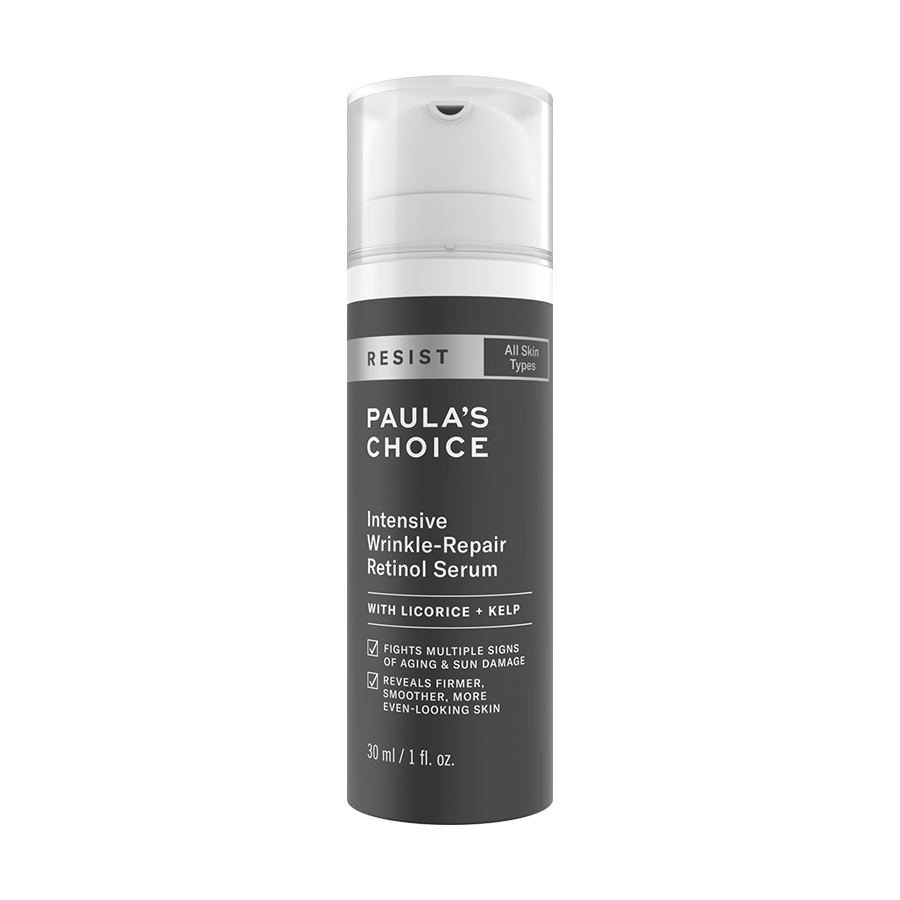 RESIST
All Skin
Types
PAULA'S
CHOICE
Intensive
Wrinkle-Repair
Retinol Serum
WITH LICORICE + KELP
FIGHTS MULTIPLE SIGNS
OF AGING & SUN DAMAGE
REVEALS FIRMER,
SMOOTHER, MORE
EVEN-LOOKING SKIN
30 ml / 1 fl. oz.